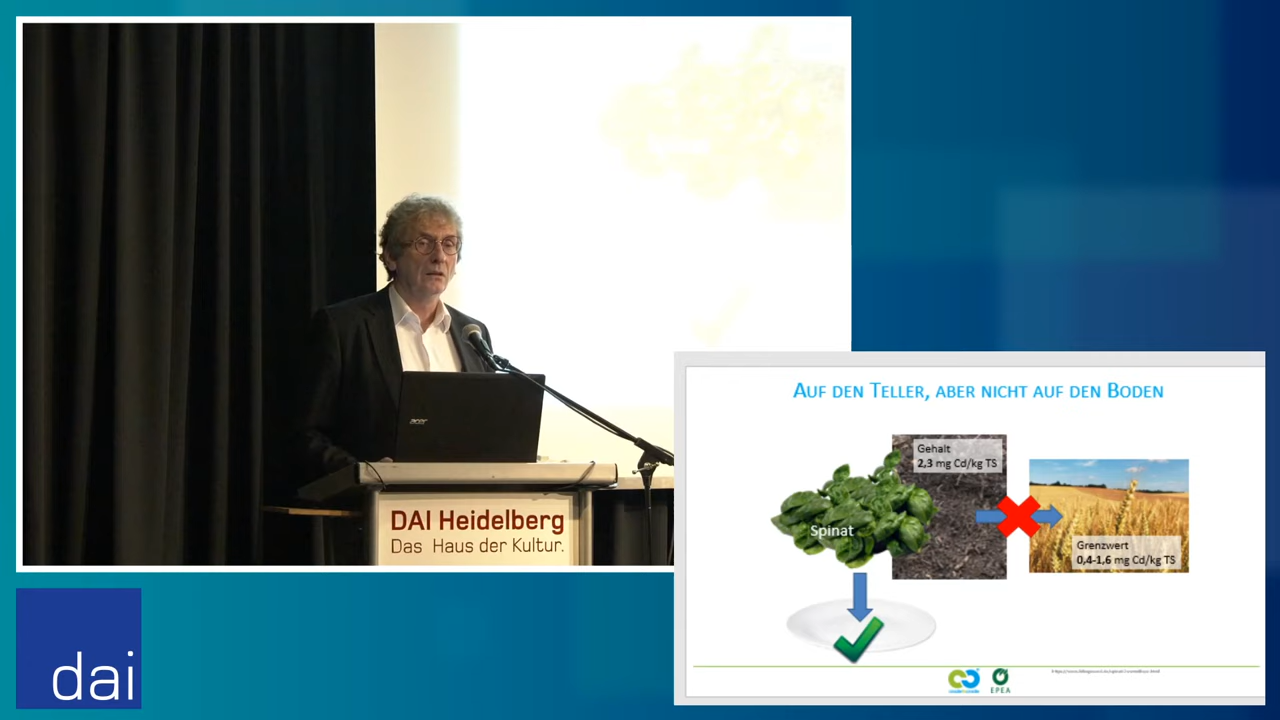 acer
DAI Heidelberg
Das Haus der Kultur.
dai
AUF DEN TELLER, ABER NICHT AUF DEN BODEN
Gehalt
2,3 mg Cd/kg TS
Spinat
Grenzwert
0,4-1,6 mg Cd/kg TS
EPEA